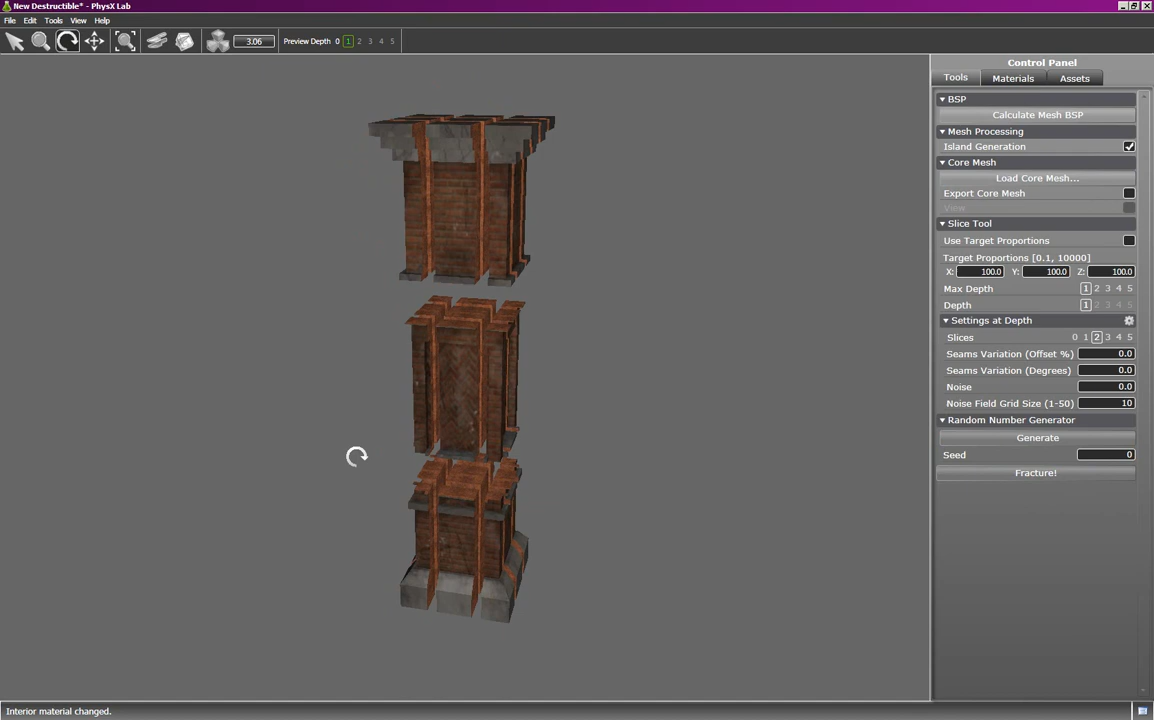 New Destructible* - PhysX Lab
File Edit Tools View Help
3.06 Preview Depth 0 1 2 3 4 5
Control Panel
Tools Materials Assets
BSP
Calculate Mesh BSP
Mesh Processing
Island Generation
Core Mesh
Load Core Mesh...
Export Core Mesh
View
Slice Tool
Use Target Proportions
Target Proportions [0.1, 10000]
X: 100.0 Y: 100.0 Z: 100.0
Max Depth 1 2 3 4 5
Depth 1 2 3 4 5
Settings at Depth
Slices 0 1 2 3 4 5
Seams Variation (Offset %) 0.0
Seams Variation (Degrees) 0.0
Noise 0.0
Noise Field Grid Size (1-50) 10
Random Number Generator
Generate
Seed 0
Fracture!
Interior material changed.